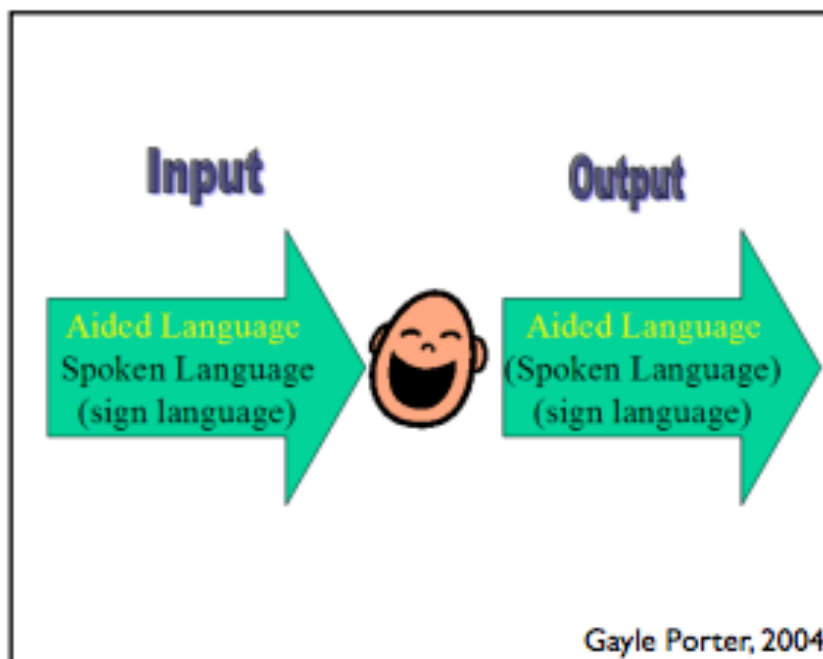 Input
Output
Aided Language
Spoken Language
(sign language)
Aided Language
(Spoken Language)
(sign language)
Gayle Porter, 2004